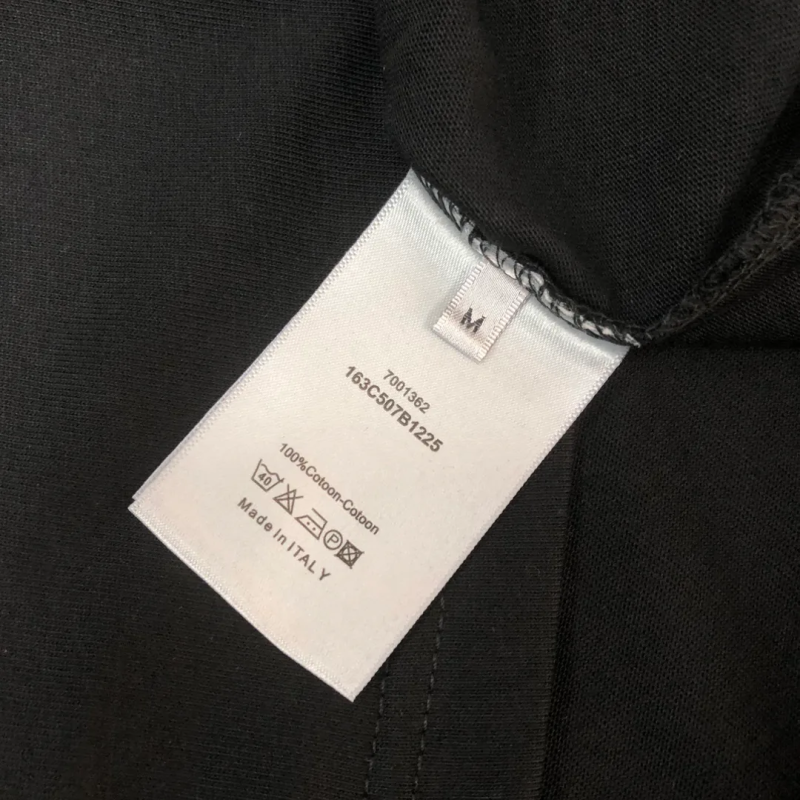 M
7001362
163C507B1225
100%Cotoon-Cotoon
40 P
Made in ITALY